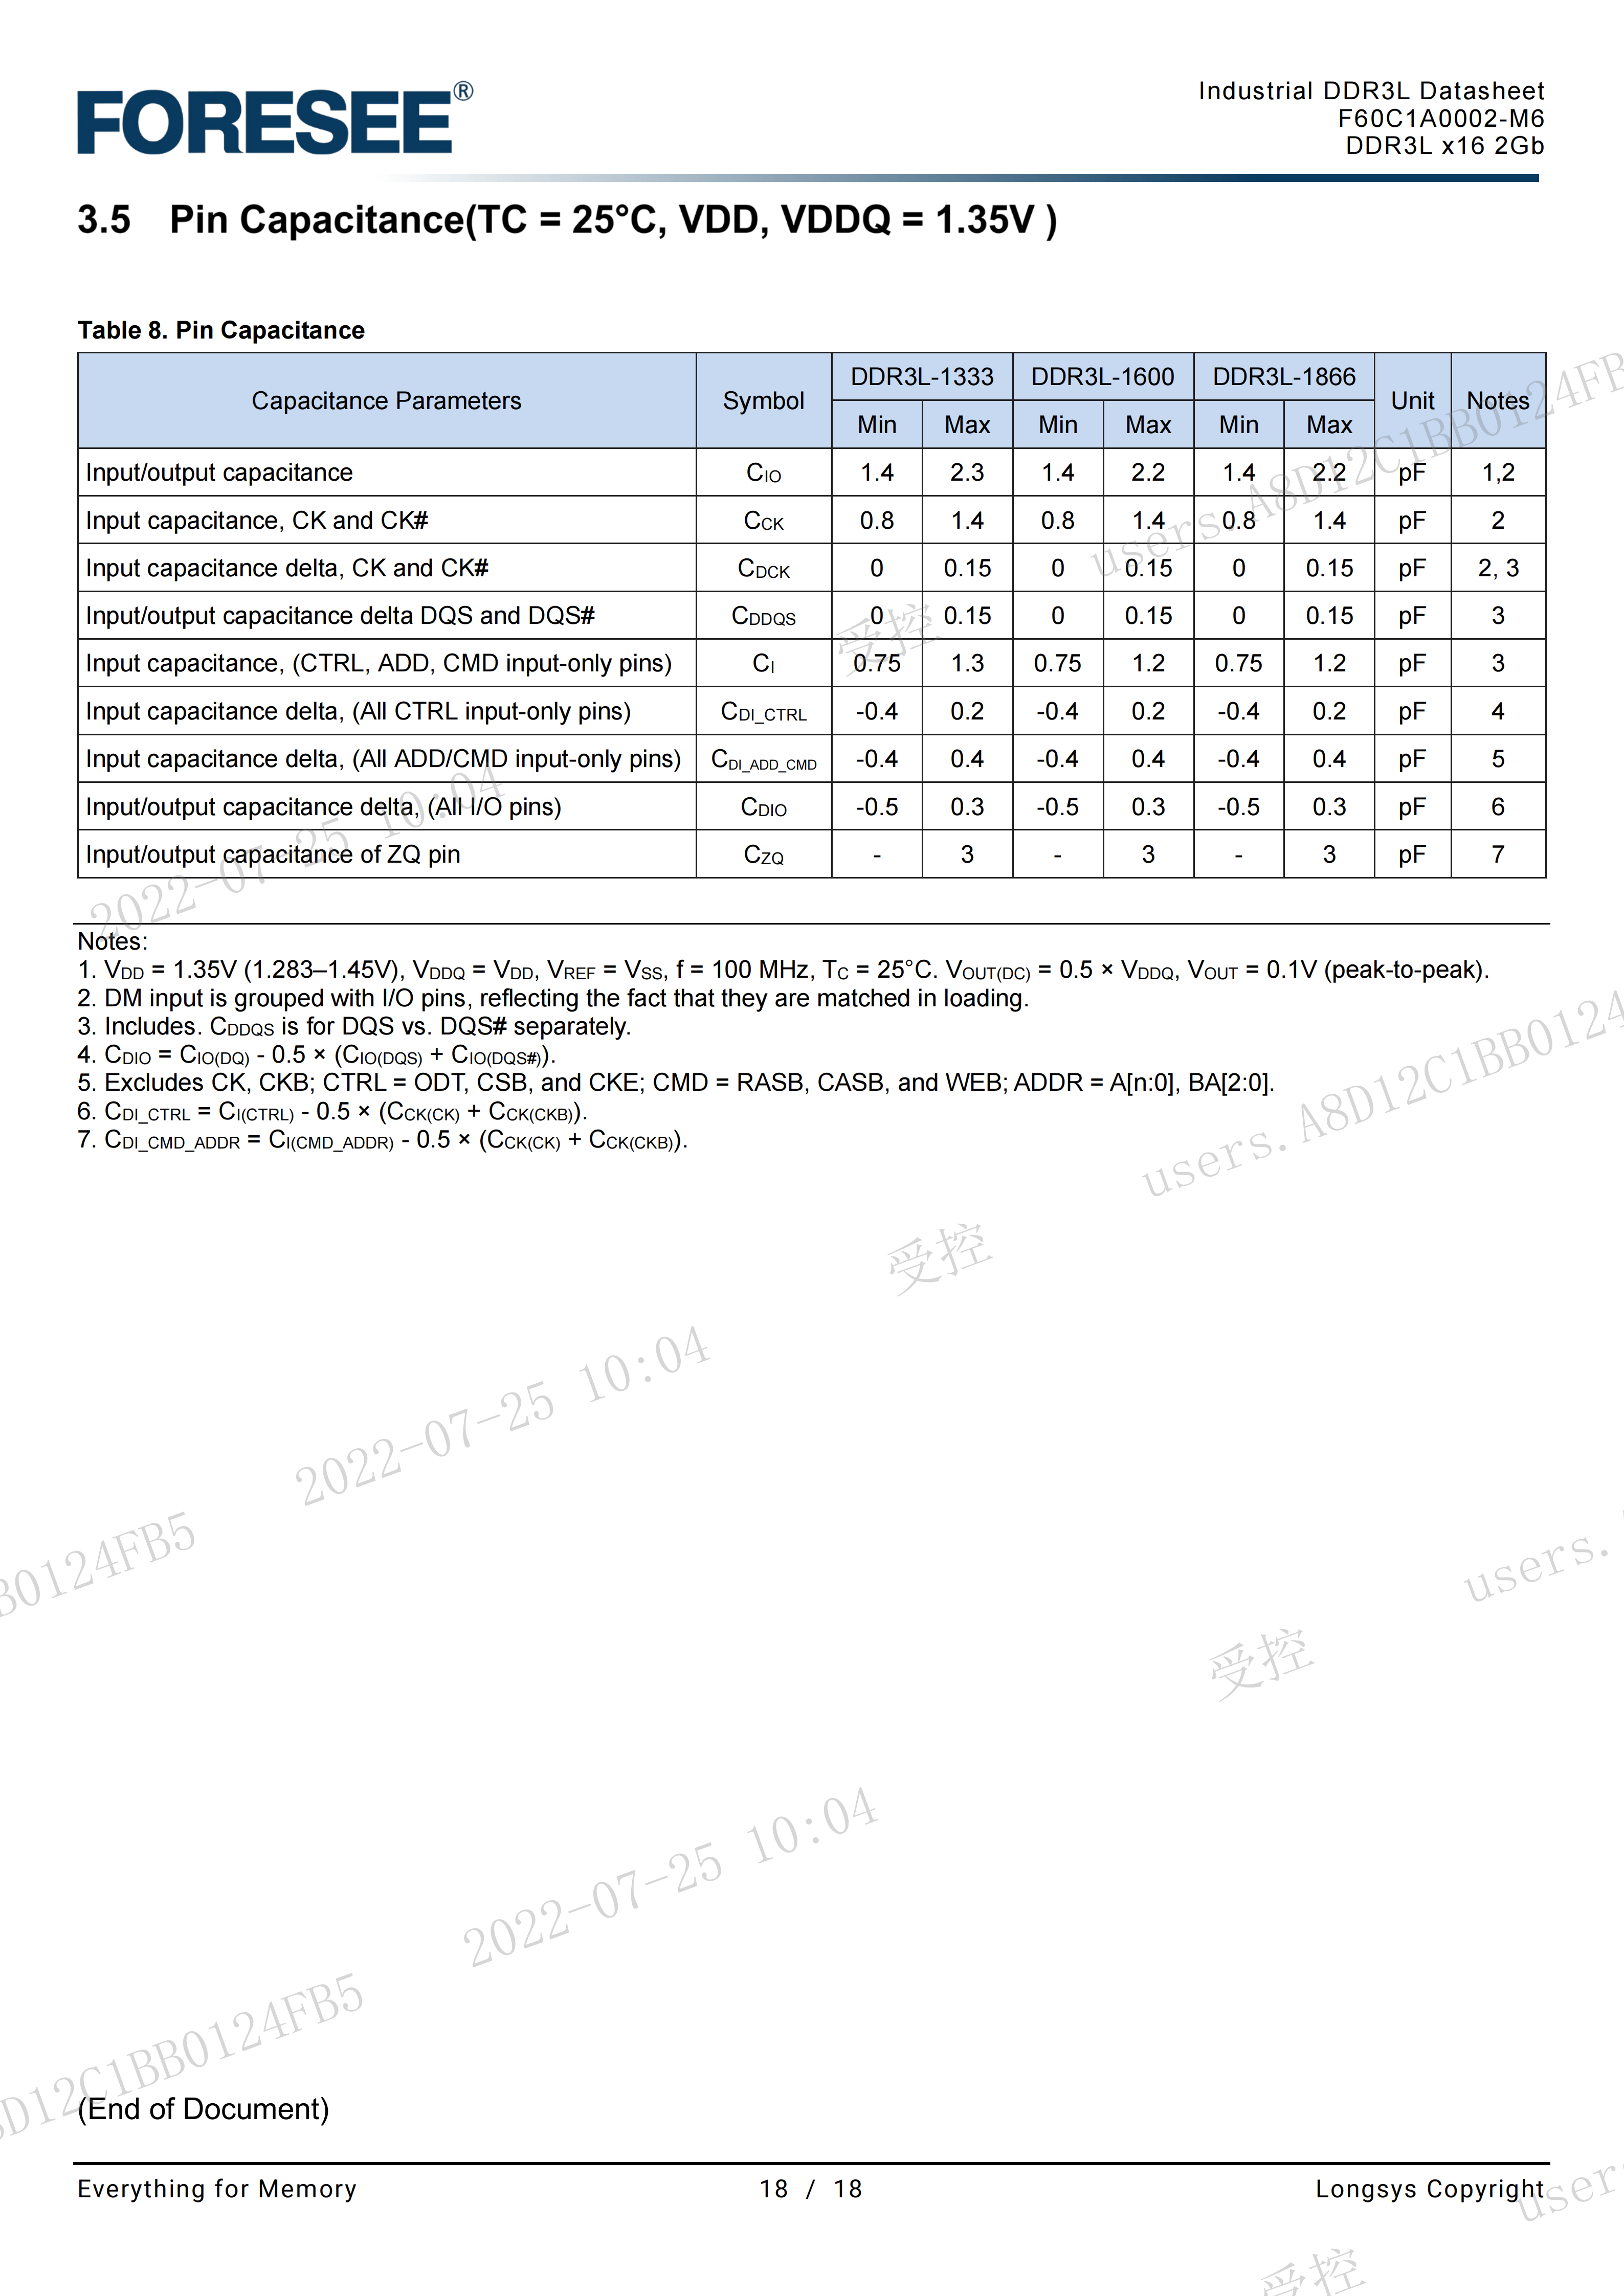 FORESEE®
Industrial DDR3L Datasheet
F60C1A0002-M6
DDR3L x16 2Gb
3.5 Pin Capacitance(TC = 25°C, VDD, VDDQ = 1.35V )
Table 8. Pin Capacitance
Capacitance Parameters Symbol DDR3L-1333 DDR3L-1600 DDR3L-1866 Unit Notes
Min Max Min Max Min Max
Input/output capacitance CIO 1.4 2.3 1.4 2.2 1.4 2.2 pF 1,2
Input capacitance, CK and CK# CCK 0.8 1.4 0.8 1.4 0.8 1.4 pF 2
Input capacitance delta, CK and CK# CDCK 0 0.15 0 0.15 0 0.15 pF 2, 3
Input/output capacitance delta DQS and DQS# CDDQS 0 0.15 0 0.15 0 0.15 pF 3
Input capacitance, (CTRL, ADD, CMD input-only pins) CI 0.75 1.3 0.75 1.2 0.75 1.2 pF 3
Input capacitance delta, (All CTRL input-only pins) CDI_CTRL -0.4 0.2 -0.4 0.2 -0.4 0.2 pF 4
Input capacitance delta, (All ADD/CMD input-only pins) CDI_ADD_CMD -0.4 0.4 -0.4 0.4 -0.4 0.4 pF 5
Input/output capacitance delta, (All I/O pins) CDIO -0.5 0.3 -0.5 0.3 -0.5 0.3 pF 6
Input/output capacitance of ZQ pin CZQ - 3 - 3 - 3 pF 7
users.A8D12C1BB0124FB
受控
2022-07-25 10:04
Notes:
1. VDD = 1.35V (1.283–1.45V), VDDQ = VDD, VREF = VSS, f = 100 MHz, TC = 25°C. VOUT(DC) = 0.5 × VDDQ, VOUT = 0.1V (peak-to-peak).
2. DM input is grouped with I/O pins, reflecting the fact that they are matched in loading.
3. Includes. CDDQS is for DQS vs. DQS# separately.
4. CDIO = CIO(DQ) - 0.5 × (CIO(DQS) + CIO(DQS#)).
5. Excludes CK, CKB; CTRL = ODT, CSB, and CKE; CMD = RASB, CASB, and WEB; ADDR = A[n:0], BA[2:0].
6. CDI_CTRL = CI(CTRL) - 0.5 × (CCK(CK) + CCK(CKB)).
7. CDI_CMD_ADDR = CI(CMD_ADDR) - 0.5 × (CCK(CK) + CCK(CKB)).
users.A8D12C1BB0124
受控
2022-07-25 10:04
B0124FB5
users.
受控
2022-07-25 10:04
8D12C1BB0124FB5
(End of Document)
Everything for Memory 18 / 18 Longsys Copyright
user
受控